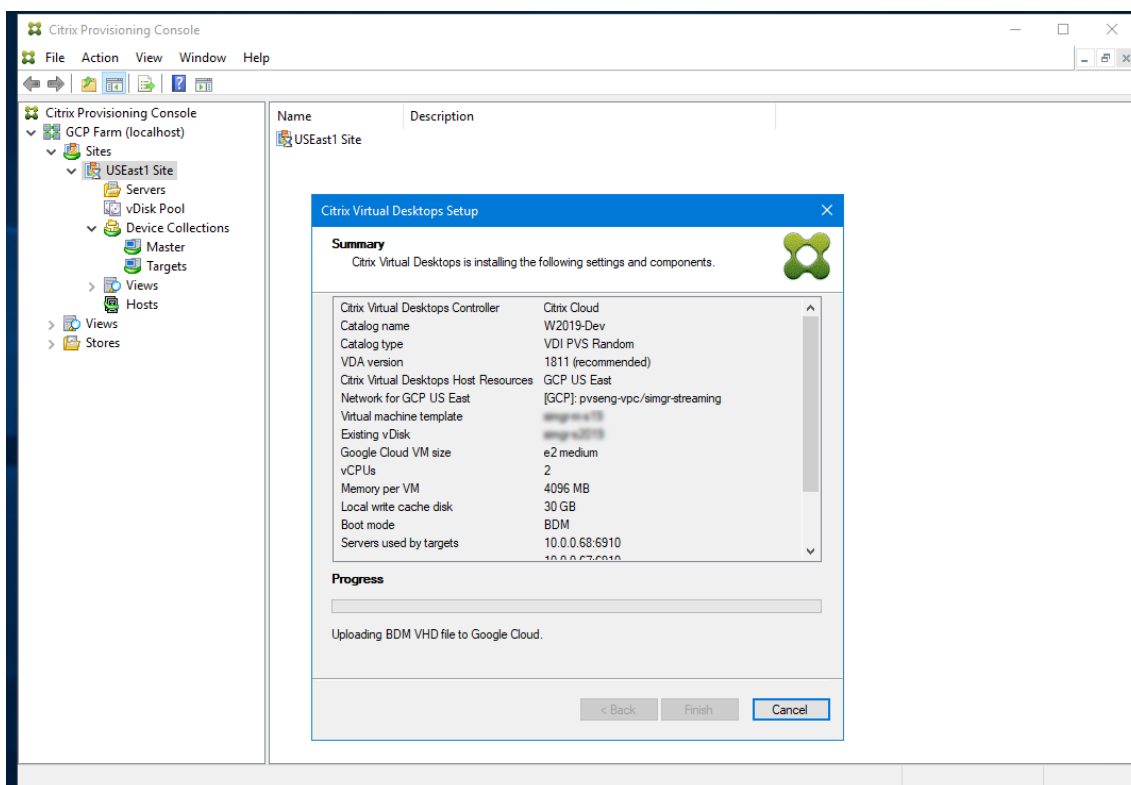 Citrix Provisioning Console
File Action View Window Help
Citrix Provisioning Console
GCP Farm (localhost)
Sites
USEast1 Site
Servers
vDisk Pool
Device Collections
Master
Targets
Views
Hosts
Views
Stores
Name Description
USEast1 Site
Citrix Virtual Desktops Setup
Summary
Citrix Virtual Desktops is installing the following settings and components.
Citrix Virtual Desktops Controller Citrix Cloud
Catalog name W2019-Dev
Catalog type VDI PVS Random
VDA version 1811 (recommended)
Citrix Virtual Desktops Host Resources GCP US East
Network for GCP US East [GCP]: pvseng-vpc/simgr-streaming
Virtual machine template
Existing vDisk
Google Cloud VM size e2 medium
vCPUs 2
Memory per VM 4096 MB
Local write cache disk 30 GB
Boot mode BDM
Servers used by targets 10.0.0.68:6910
10.0.0.67:6910
Progress
Uploading BDM VHD file to Google Cloud.
< Back Finish Cancel